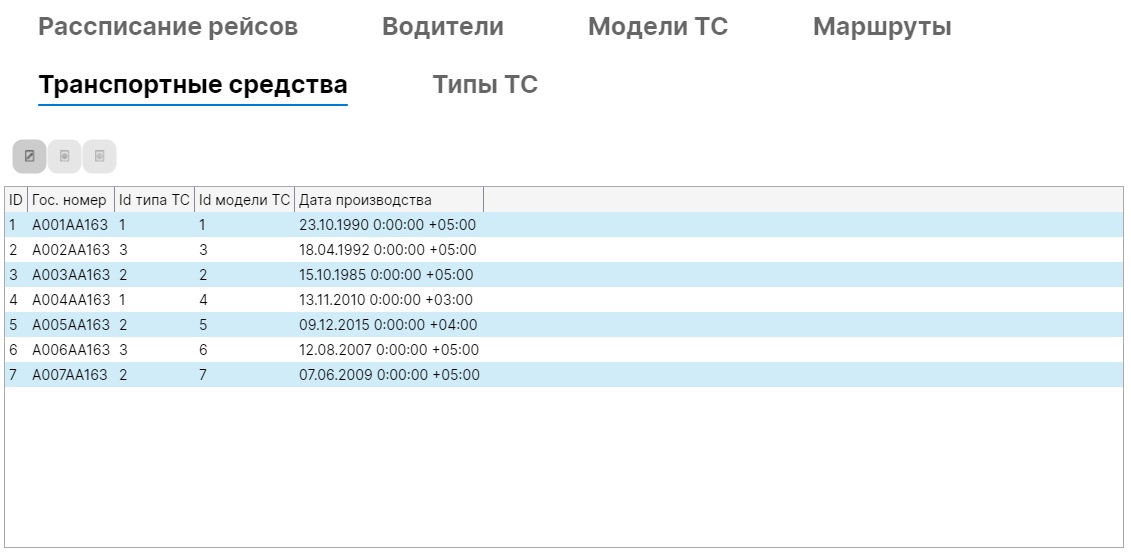 Рассписание рейсов Водители Модели ТС Маршруты
Транспортные средства Типы ТС
ID Гос. номер Id типа ТС Id модели ТС Дата производства
1 A001AA163 1 1 23.10.1990 0:00:00 +05:00
2 A002AA163 3 3 18.04.1992 0:00:00 +05:00
3 A003AA163 2 2 15.10.1985 0:00:00 +05:00
4 A004AA163 1 4 13.11.2010 0:00:00 +03:00
5 A005AA163 2 5 09.12.2015 0:00:00 +04:00
6 A006AA163 3 6 12.08.2007 0:00:00 +05:00
7 A007AA163 2 7 07.06.2009 0:00:00 +05:00